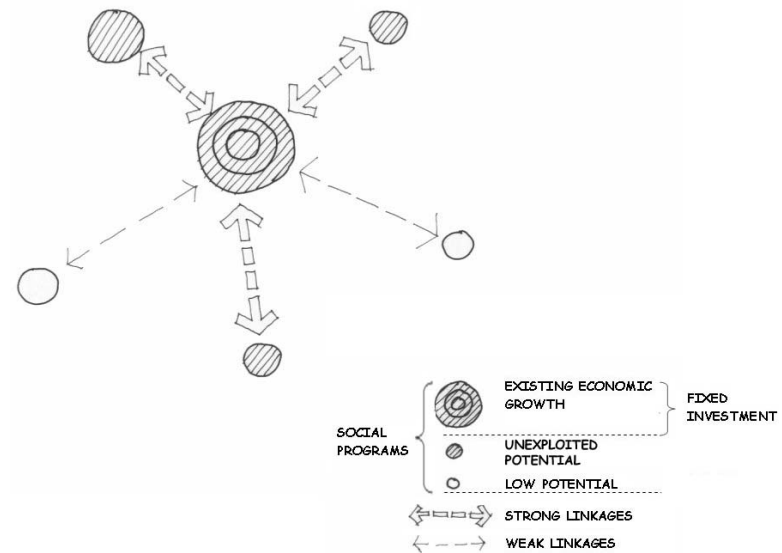 EXISTING ECONOMIC
GROWTH
FIXED
INVESTMENT
SOCIAL
PROGRAMS
UNEXPLOITED
POTENTIAL
LOW POTENTIAL
STRONG LINKAGES
WEAK LINKAGES